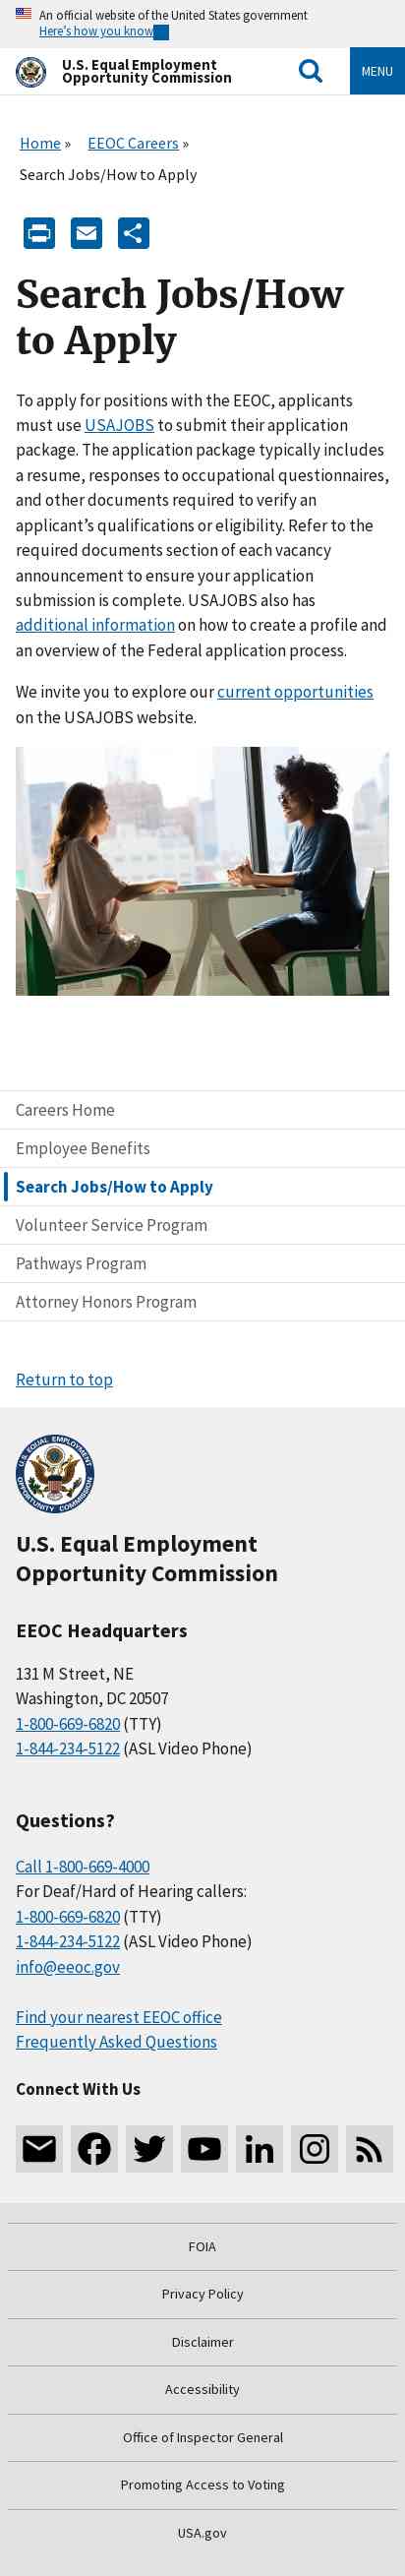 An official website of the United States government
Here's how you know
U.S. Equal Employment
Opportunity Commission
MENU
Home »
EEOC Careers »
Search Jobs/How to Apply
Search Jobs/How
to Apply
To apply for positions with the EEOC, applicants
must use USAJOBS to submit their application
package. The application package typically includes
a resume, responses to occupational questionnaires,
and other documents required to verify an
applicant’s qualifications or eligibility. Refer to the
required documents section of each vacancy
announcement to ensure your application
submission is complete. USAJOBS also has
additional information on how to create a profile and
an overview of the Federal application process.
We invite you to explore our current opportunities
on the USAJOBS website.
Careers Home
Employee Benefits
Search Jobs/How to Apply
Volunteer Service Program
Pathways Program
Attorney Honors Program
Return to top
U.S. EQUAL EMPLOYMENT
OPPORTUNITY COMMISSION
U.S. Equal Employment
Opportunity Commission
EEOC Headquarters
131 M Street, NE
Washington, DC 20507
1-800-669-6820 (TTY)
1-844-234-5122 (ASL Video Phone)
Questions?
Call 1-800-669-4000
For Deaf/Hard of Hearing callers:
1-800-669-6820 (TTY)
1-844-234-5122 (ASL Video Phone)
info@eeoc.gov
Find your nearest EEOC office
Frequently Asked Questions
Connect With Us
FOIA
Privacy Policy
Disclaimer
Accessibility
Office of Inspector General
Promoting Access to Voting
USA.gov